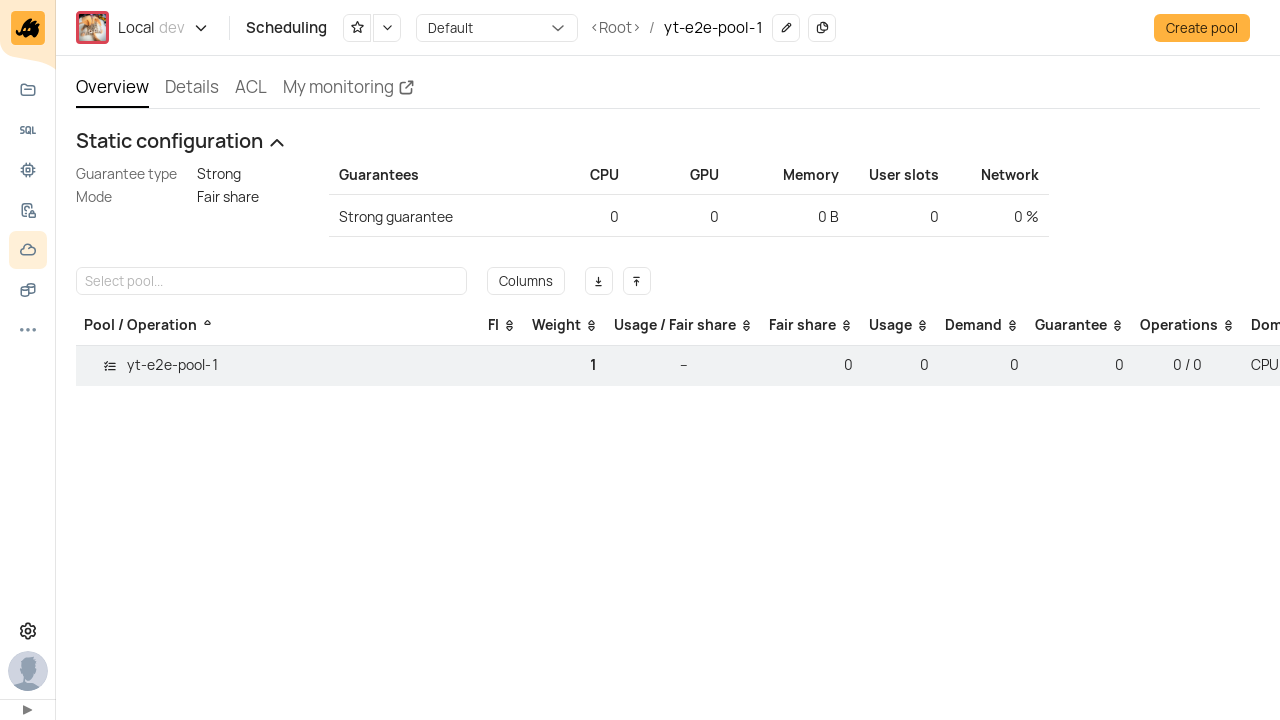 Local dev
Scheduling
Default
<Root> / yt-e2e-pool-1
Create pool
SQL
Overview Details ACL My monitoring
Static configuration
Guarantee type Strong
Mode Fair share
Guarantees CPU GPU Memory User slots Network
Strong guarantee 0 0 0 B 0 0 %
Select pool...
Columns
Pool / Operation FI Weight Usage / Fair share Fair share Usage Demand Guarantee Operations Dom
yt-e2e-pool-1 1 – 0 0 0 0 0 / 0 CPU